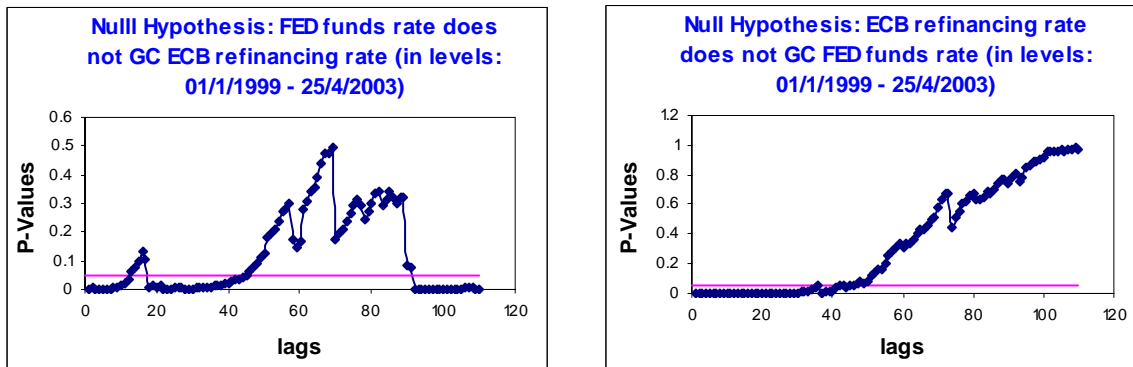 Nulll Hypothesis: FED funds rate does
not GC ECB refinancing rate (in levels:
01/1/1999 - 25/4/2003)
0.6
0.5
0.4
0.3
0.2
0.1
0
P-Values
0 20 40 60 80 100 120
lags
Null Hypothesis: ECB refinancing rate
does not GC FED funds rate (in levels:
01/1/1999 - 25/4/2003)
1.2
1
0.8
0.6
0.4
0.2
0
P-Values
0 20 40 60 80 100 120
lags